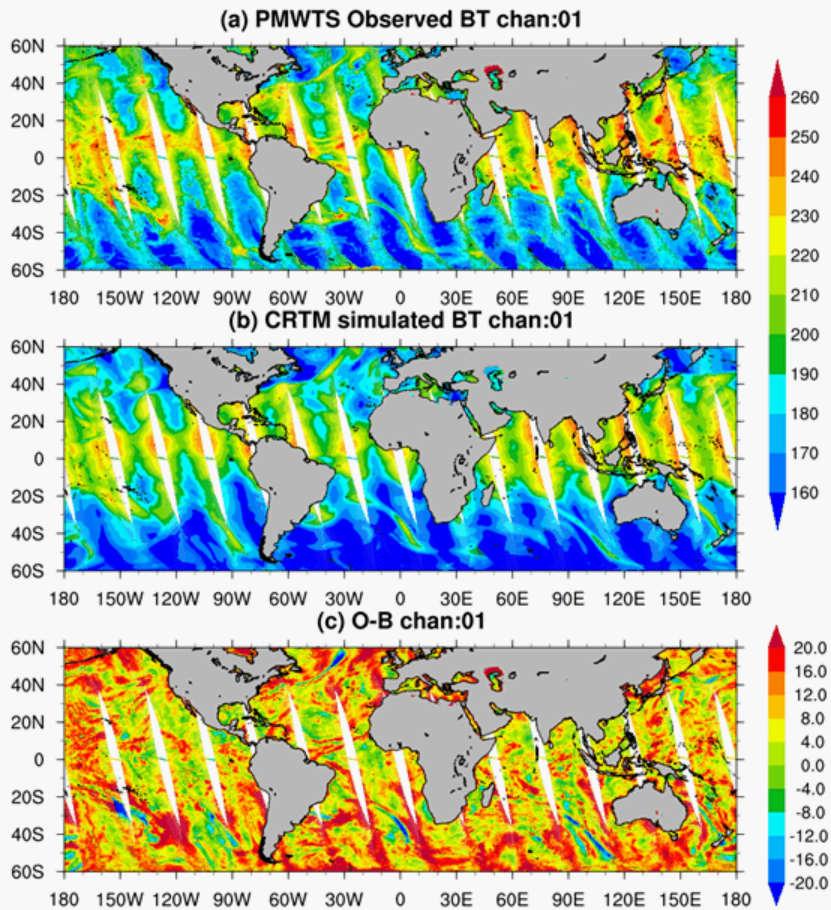 (a) PMWTS Observed BT chan:01
60N
40N
20N
0
20S
40S
60S
180 150W 120W 90W 60W 30W 0 30E 60E 90E 120E 150E 180
(b) CRTM simulated BT chan:01
60N
40N
20N
0
20S
40S
60S
180 150W 120W 90W 60W 30W 0 30E 60E 90E 120E 150E 180
260
250
240
230
220
210
200
190
180
170
160
(c) O-B chan:01
60N
40N
20N
0
20S
40S
60S
180 150W 120W 90W 60W 30W 0 30E 60E 90E 120E 150E 180
20.0
16.0
12.0
8.0
4.0
0.0
-4.0
-8.0
-12.0
-16.0
-20.0